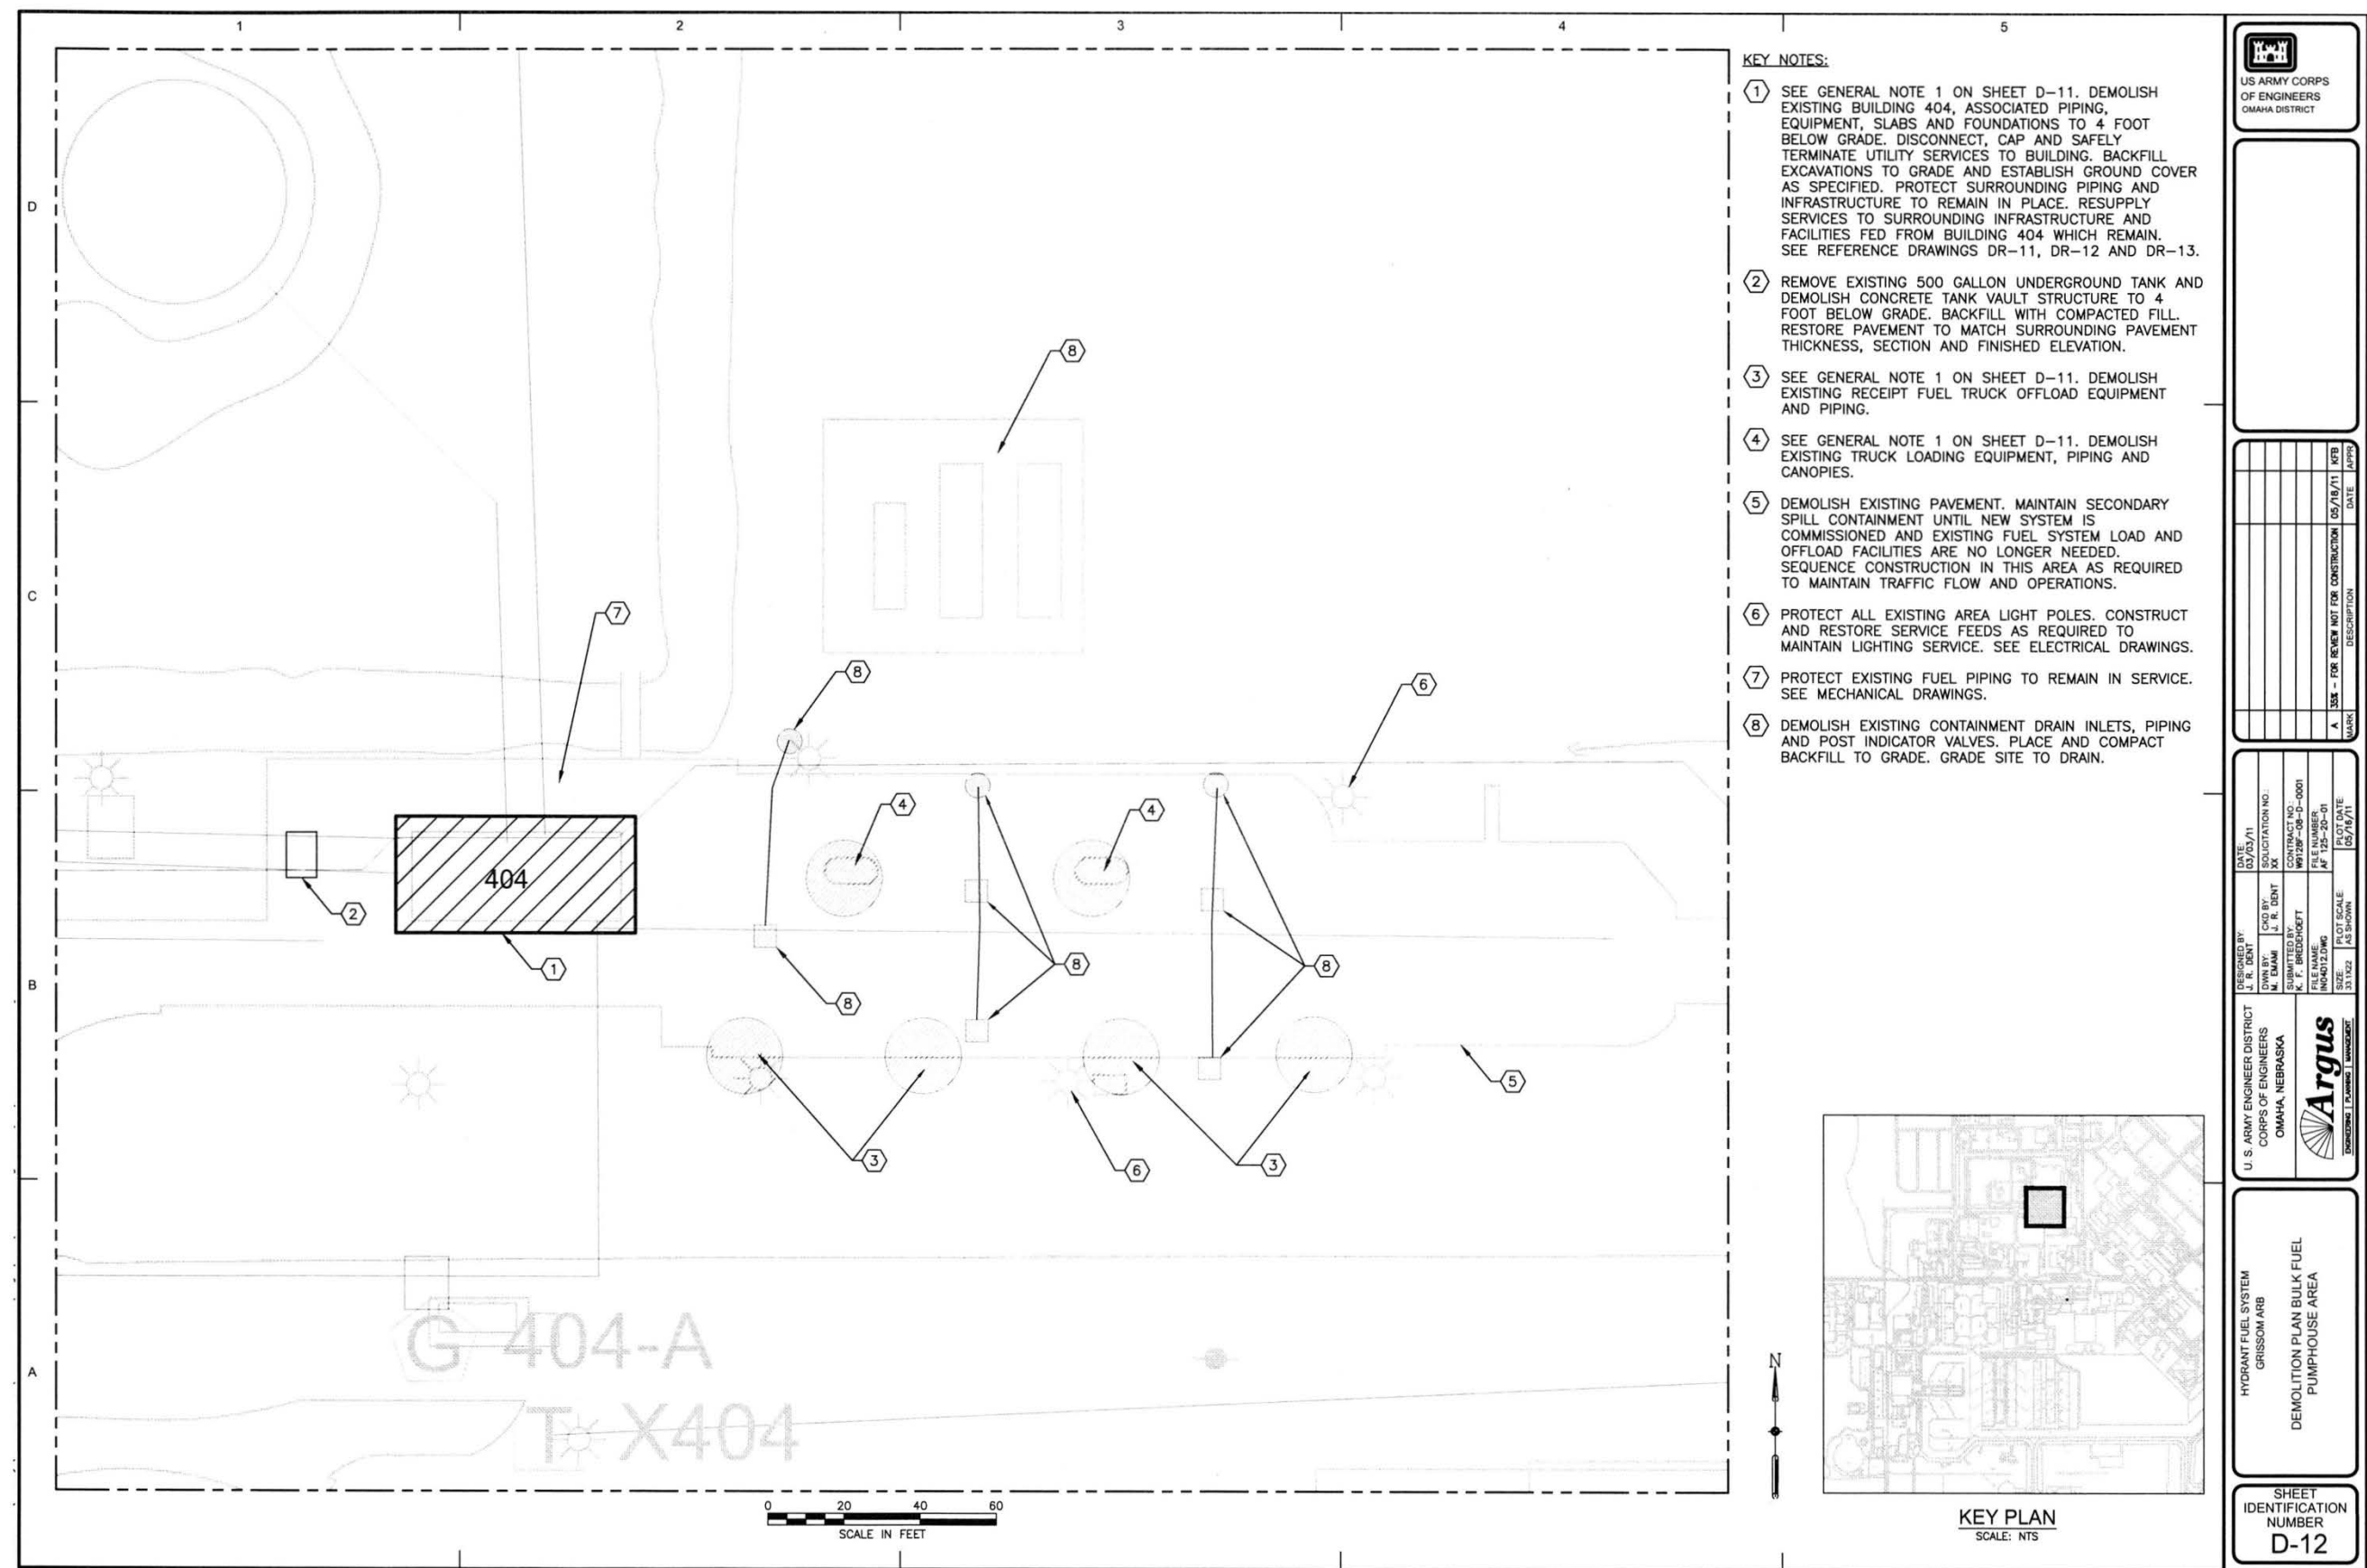 1
2
3
4
5
D
C
B
A
KEY NOTES:
1 SEE GENERAL NOTE 1 ON SHEET D-11. DEMOLISH
EXISTING BUILDING 404, ASSOCIATED PIPING,
EQUIPMENT, SLABS AND FOUNDATIONS TO 4 FOOT
BELOW GRADE. DISCONNECT, CAP AND SAFELY
TERMINATE UTILITY SERVICES TO BUILDING. BACKFILL
EXCAVATIONS TO GRADE AND ESTABLISH GROUND COVER
AS SPECIFIED. PROTECT SURROUNDING PIPING AND
INFRASTRUCTURE TO REMAIN IN PLACE. RESUPPLY
SERVICES TO SURROUNDING INFRASTRUCTURE AND
FACILITIES FED FROM BUILDING 404 WHICH REMAIN.
SEE REFERENCE DRAWINGS DR-11, DR-12 AND DR-13.
2 REMOVE EXISTING 500 GALLON UNDERGROUND TANK AND
DEMOLISH CONCRETE TANK VAULT STRUCTURE TO 4
FOOT BELOW GRADE. BACKFILL WITH COMPACTED FILL.
RESTORE PAVEMENT TO MATCH SURROUNDING PAVEMENT
THICKNESS, SECTION AND FINISHED ELEVATION.
3 SEE GENERAL NOTE 1 ON SHEET D-11. DEMOLISH
EXISTING RECEIPT FUEL TRUCK OFFLOAD EQUIPMENT
AND PIPING.
4 SEE GENERAL NOTE 1 ON SHEET D-11. DEMOLISH
EXISTING TRUCK LOADING EQUIPMENT, PIPING AND
CANOPIES.
5 DEMOLISH EXISTING PAVEMENT. MAINTAIN SECONDARY
SPILL CONTAINMENT UNTIL NEW SYSTEM IS
COMMISSIONED AND EXISTING FUEL SYSTEM LOAD AND
OFFLOAD FACILITIES ARE NO LONGER NEEDED.
SEQUENCE CONSTRUCTION IN THIS AREA AS REQUIRED
TO MAINTAIN TRAFFIC FLOW AND OPERATIONS.
6 PROTECT ALL EXISTING AREA LIGHT POLES. CONSTRUCT
AND RESTORE SERVICE FEEDS AS REQUIRED TO
MAINTAIN LIGHTING SERVICE. SEE ELECTRICAL DRAWINGS.
7 PROTECT EXISTING FUEL PIPING TO REMAIN IN SERVICE.
SEE MECHANICAL DRAWINGS.
8 DEMOLISH EXISTING CONTAINMENT DRAIN INLETS, PIPING
AND POST INDICATOR VALVES. PLACE AND COMPACT
BACKFILL TO GRADE. GRADE SITE TO DRAIN.
8
7
8
6
4
4
404
2
1
8
8
8
5
3
6
3
G 404-A
T X404
0 20 40 60
SCALE IN FEET
N
KEY PLAN
SCALE: NTS
US ARMY CORPS
OF ENGINEERS
OMAHA DISTRICT
A 35% - FOR REVIEW NOT FOR CONSTRUCTION 05/18/11 KFB
MARK DESCRIPTION DATE APPR
DESIGNED BY:
J. R. DENT
DATE:
03/03/11
DWN BY:
M. EMAMI
CKD BY:
J. R. DENT
SOLICITATION NO.:
XX
SUBMITTED BY:
K. F. BREDEHOEFT
CONTRACT NO.:
W9128F-08-D-0001
FILE NAME:
IN04D12.DWG
FILE NUMBER:
AF 125-20-01
SIZE:
33.1X22
PLOT SCALE:
AS SHOWN
PLOT DATE:
05/16/11
U. S. ARMY ENGINEER DISTRICT
CORPS OF ENGINEERS
OMAHA, NEBRASKA
Argus
ENGINEERING | PLANNING | MANAGEMENT
HYDRANT FUEL SYSTEM
GRISSOM ARB
DEMOLITION PLAN BULK FUEL
PUMPHOUSE AREA
SHEET
IDENTIFICATION
NUMBER
D-12